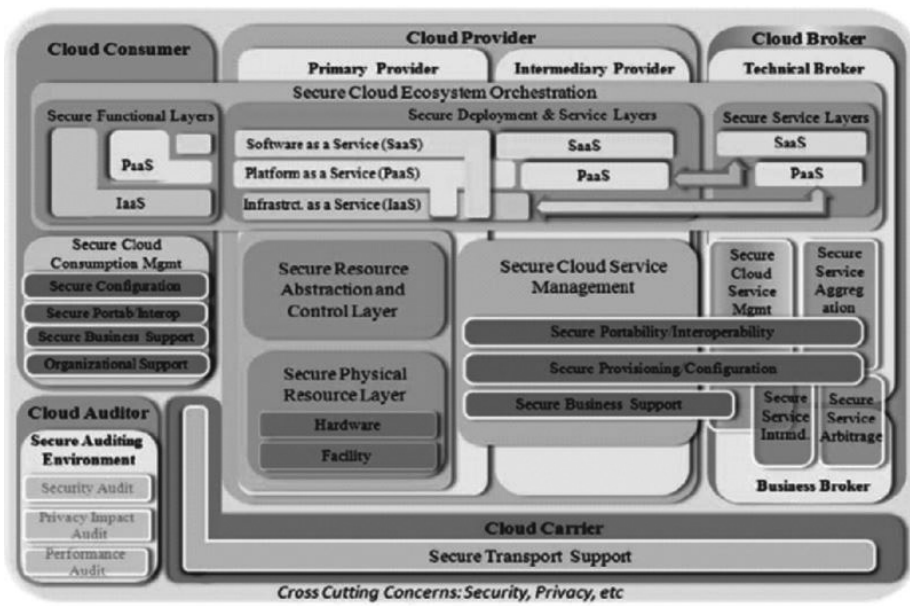 Cloud Consumer
Cloud Provider
Cloud Broker
Primary Provider
Intermediary Provider
Technical Broker
Secure Cloud Ecosystem Orchestration
Secure Functional Layers
PaaS
IaaS
Secure Deployment & Service Layers
Software as a Service (SaaS)
Platform as a Service (PaaS)
Infrastrct. as a Service (IaaS)
SaaS
PaaS
Secure Service Layers
SaaS
PaaS
Secure Cloud
Consumption Mgmt
Secure Configuration
Secure Portab/Interop
Secure Business Support
Organizational Support
Secure Resource
Abstraction and
Control Layer
Secure Physical
Resource Layer
Hardware
Facility
Secure Cloud Service
Management
Secure Portability/Interoperability
Secure Provisioning/Configuration
Secure Business Support
Secure
Cloud
Service
Mgmt
Secure
Service
Aggreg
ation
Secure
Service
Intrmd.
Secure
Service
Arbitrage
Business Broker
Cloud Auditor
Secure Auditing
Environment
Security Audit
Privacy Impact
Audit
Performance
Audit
Cloud Carrier
Secure Transport Support
Cross Cutting Concerns: Security, Privacy, etc